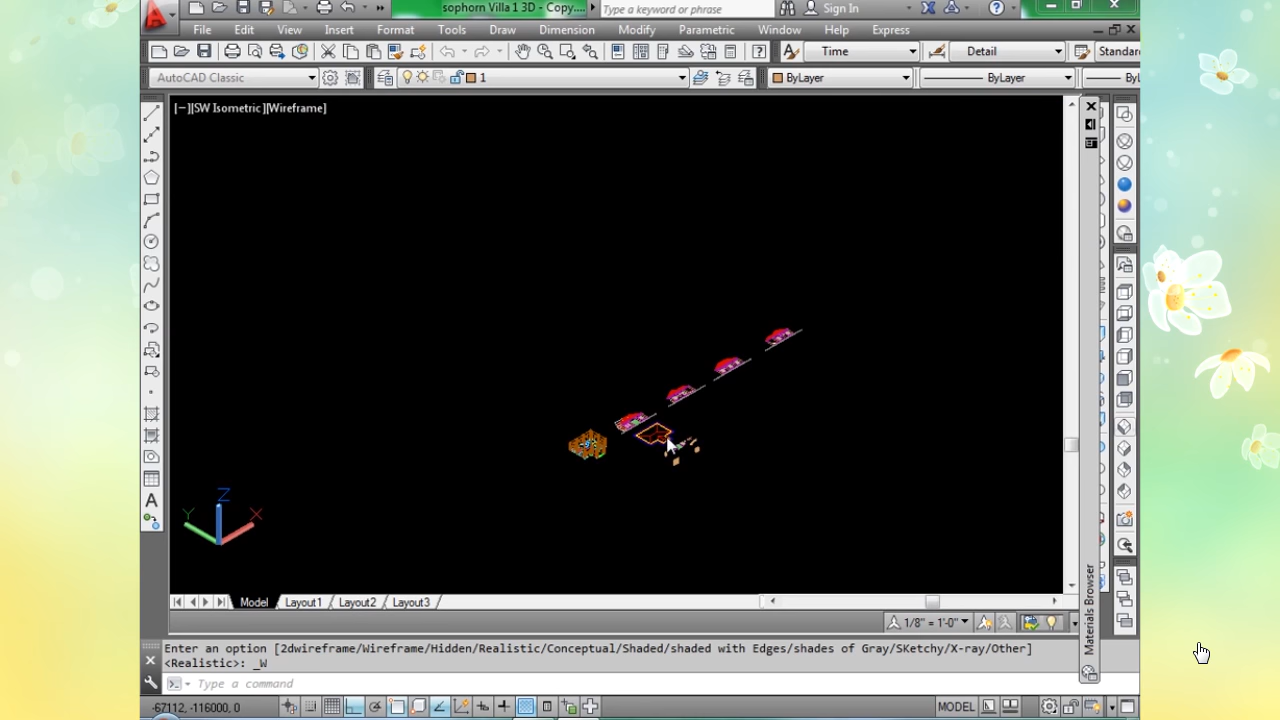 sophorn Villa 1 3D - Copy....
Type a keyword or phrase
Sign In
File Edit View Insert Format Tools Draw Dimension Modify Parametric Window Help Express
Time
Detail
Standar
AutoCAD Classic
1
ByLayer
ByLayer
ByL
[−][SW Isometric][Wireframe]
Z
Y
X
Model Layout1 Layout2 Layout3
1/8" = 1'-0"
Materials Browser
Enter an option [2dwireframe/Wireframe/Hidden/Realistic/Conceptual/Shaded/shaded with Edges/shades of Gray/SKetchy/X-ray/Other]
<Realistic>: _W
Type a command
-67112, -116000, 0
MODEL